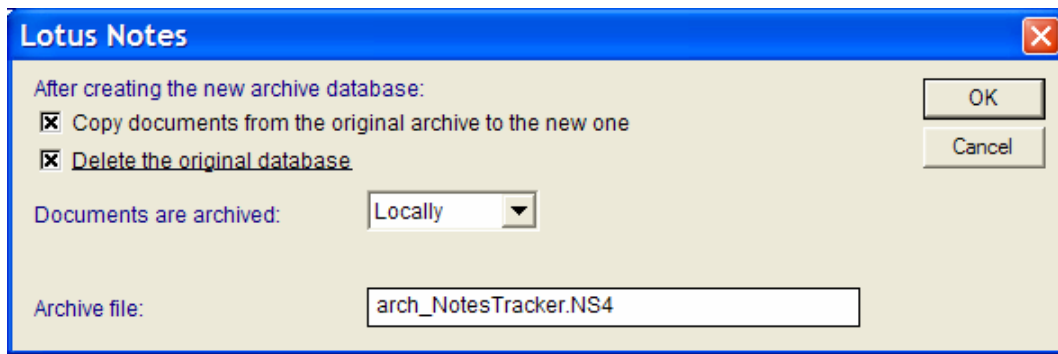 Lotus Notes
After creating the new archive database:
OK
Copy documents from the original archive to the new one
Delete the original database
Cancel
Documents are archived: Locally
Archive file: arch_NotesTracker.NS4